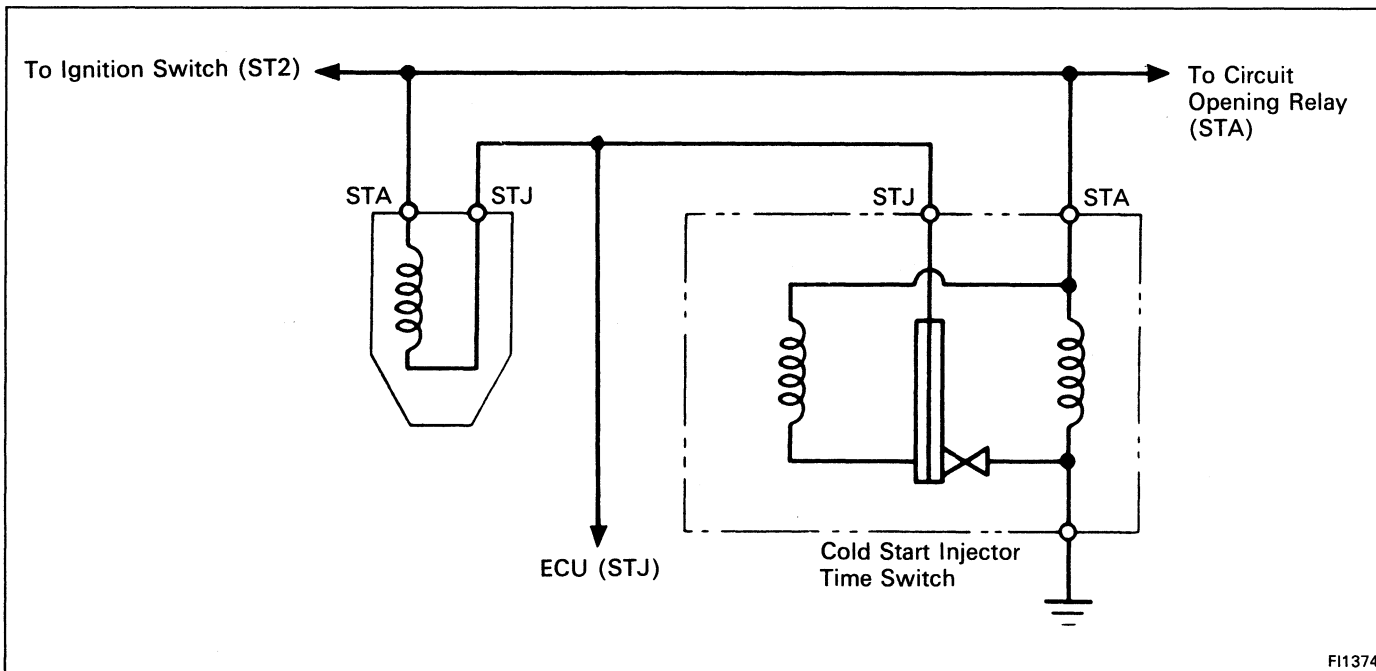 To Ignition Switch (ST2)
To Circuit
Opening Relay
(STA)
STA
STJ
STJ
STA
ECU (STJ)
Cold Start Injector
Time Switch
FI1374